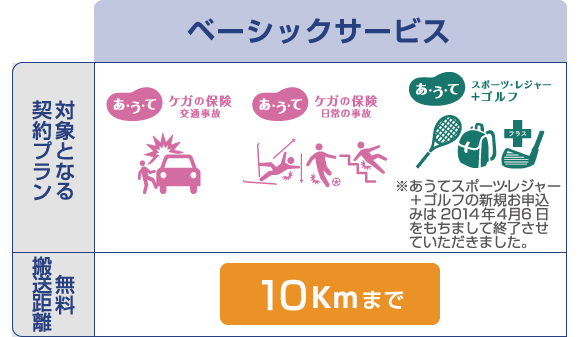 ベーシックサービス
対象となる
契約プラン
あ・う・て
ケガの保険
交通事故
あ・う・て
ケガの保険
日常の事故
あ・う・て
スポーツ・レジャー
+ゴルフ
プラス
※あうてスポーツレジャー
+ゴルフの新規お申込
みは2014年4月6日
をもちまして終了させ
ていただきました。
無料
搬送距離
10Kmまで